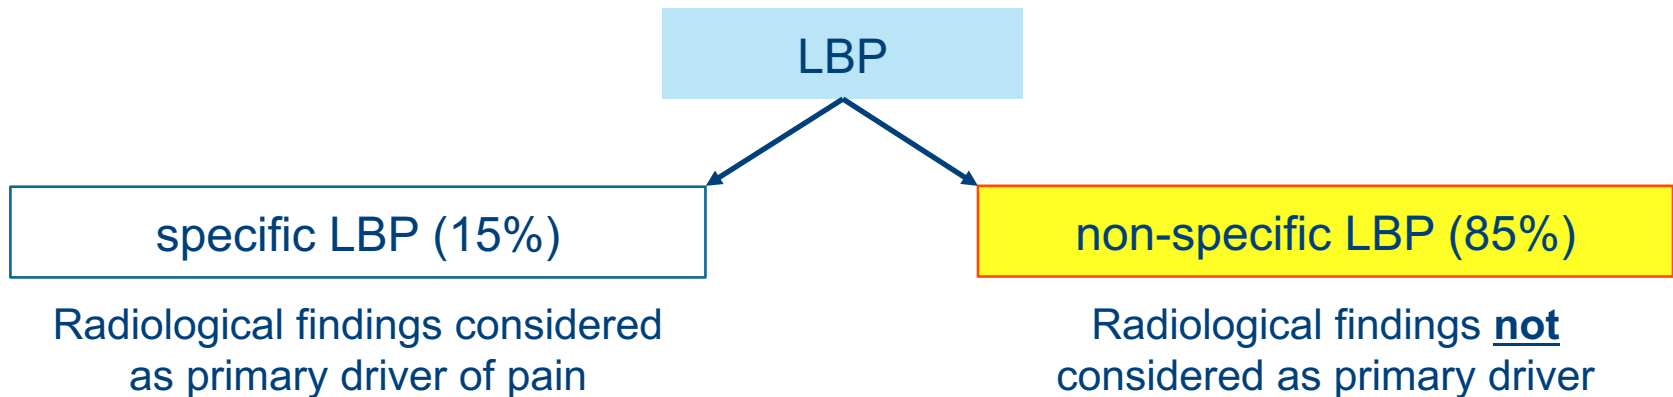 LBP
specific LBP (15%)
non-specific LBP (85%)
Radiological findings considered
as primary driver of pain
Radiological findings not
considered as primary driver